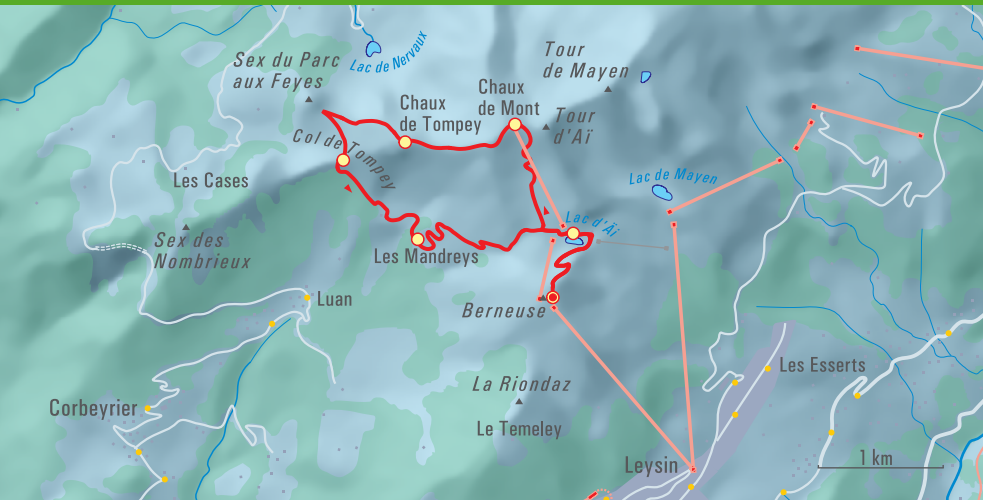 Lac de Nervaux
Tour
de Mayen
Sex du Parc
aux Feyes
Chaux
de Mont
Chaux
de Tompey
Tour
d'Aï
Col de Tompey
Lac de Mayen
Les Cases
Lac d'Aï
Sex des
Nombrieux
Les Mandreys
Luan
Berneuse
Les Esserts
La Riondaz
Corbeyrier
Le Temeley
Leysin
1 km